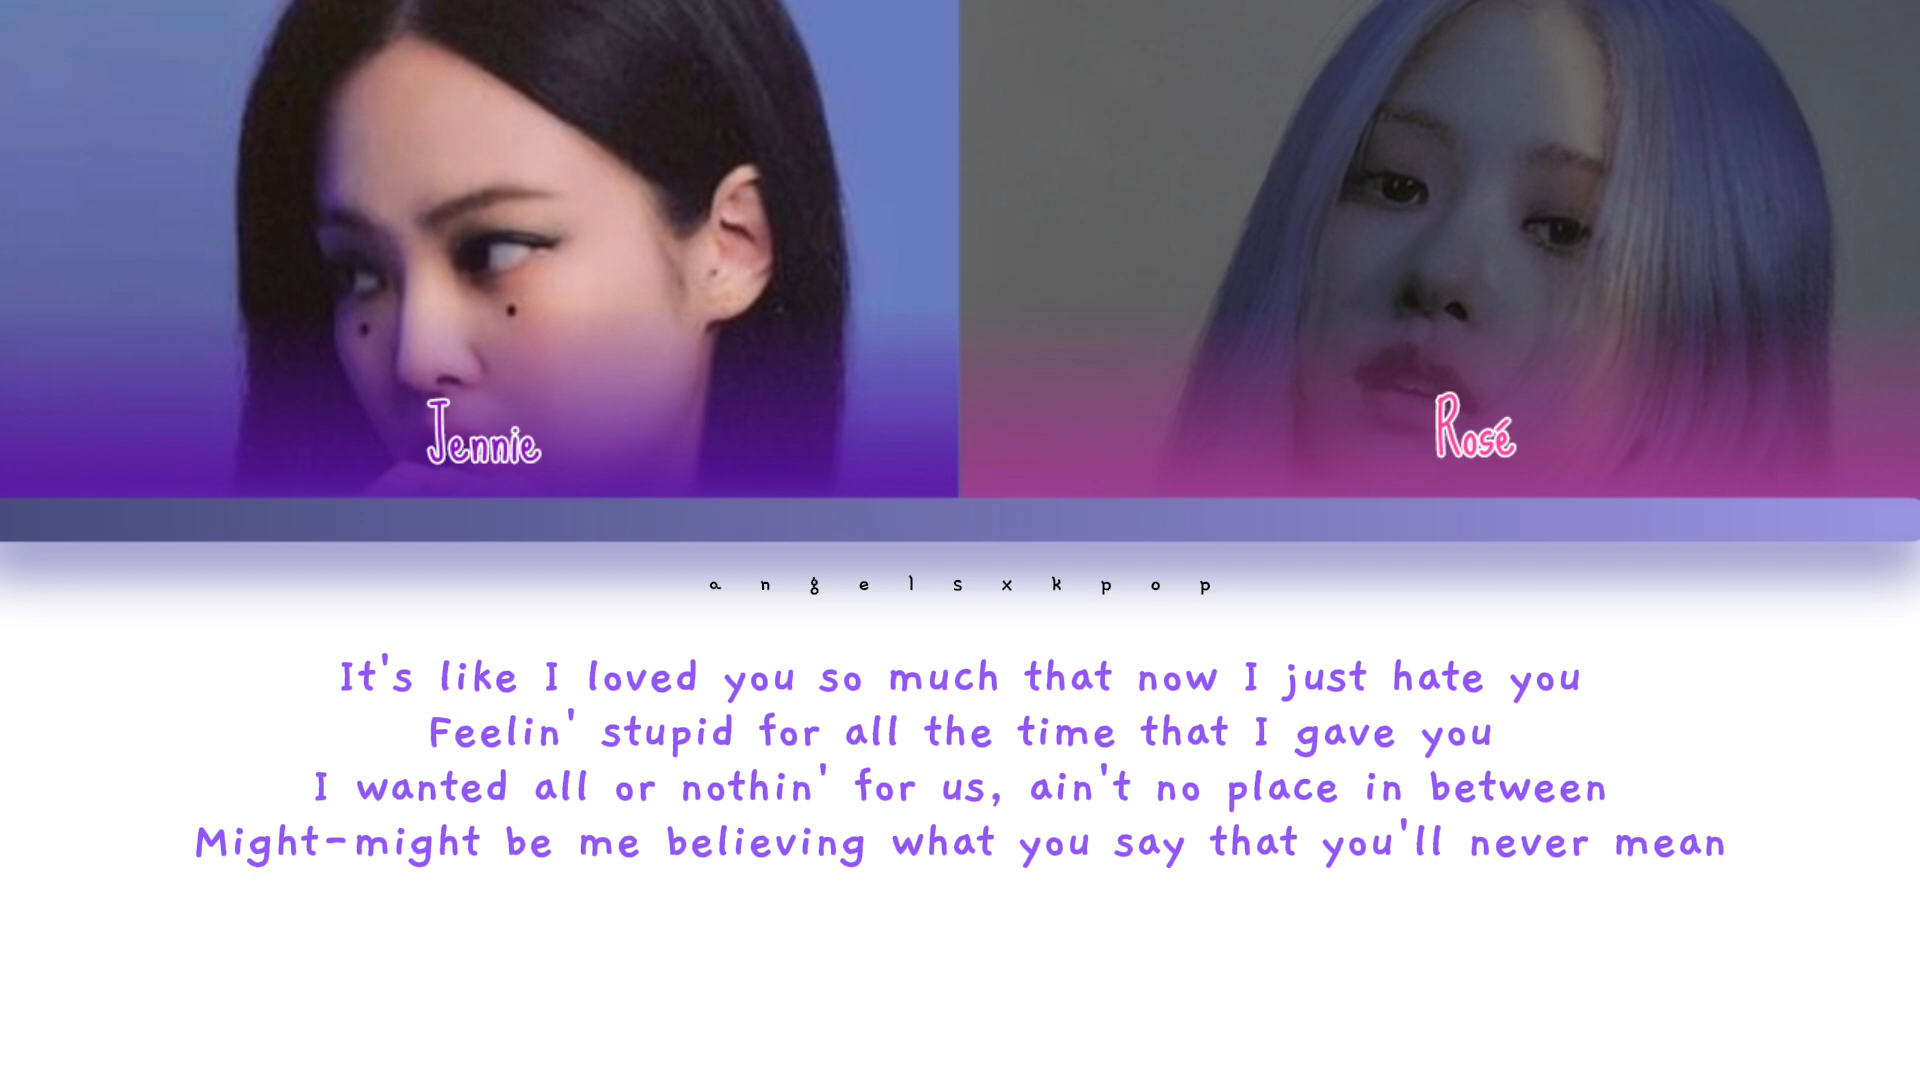 Jennie
Rosé
angelsxkpop
It's like I loved you so much that now I just hate you
Feelin' stupid for all the time that I gave you
I wanted all or nothin' for us, ain't no place in between
Might-might be me believing what you say that you'll never mean